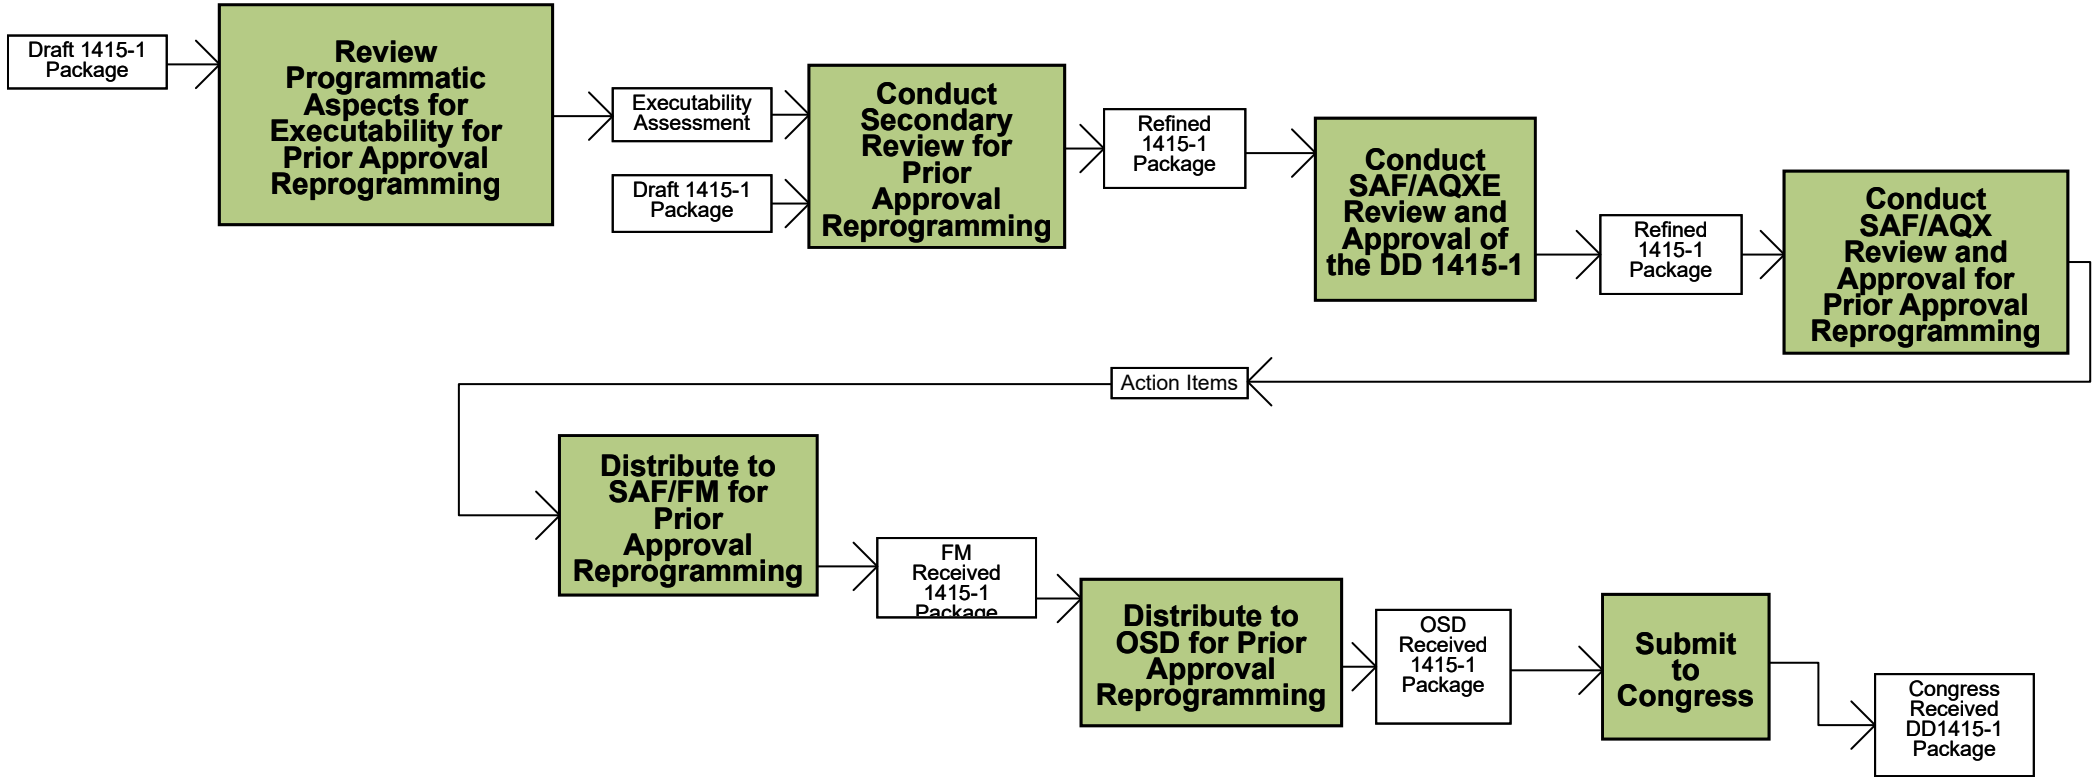 Draft 1415-1
Package
Review
Programmatic
Aspects for
Executability for
Prior Approval
Reprogramming
Executability
Assessment
Draft 1415-1
Package
Conduct
Secondary
Review for
Prior
Approval
Reprogramming
Refined
1415-1
Package
Conduct
SAF/AQXE
Review and
Approval of
the DD 1415-1
Refined
1415-1
Package
Conduct
SAF/AQX
Review and
Approval for
Prior Approval
Reprogramming
Action Items
Distribute to
SAF/FM for
Prior
Approval
Reprogramming
FM
Received
1415-1
Package
Distribute to
OSD for Prior
Approval
Reprogramming
OSD
Received
1415-1
Package
Submit
to
Congress
Congress
Received
DD1415-1
Package